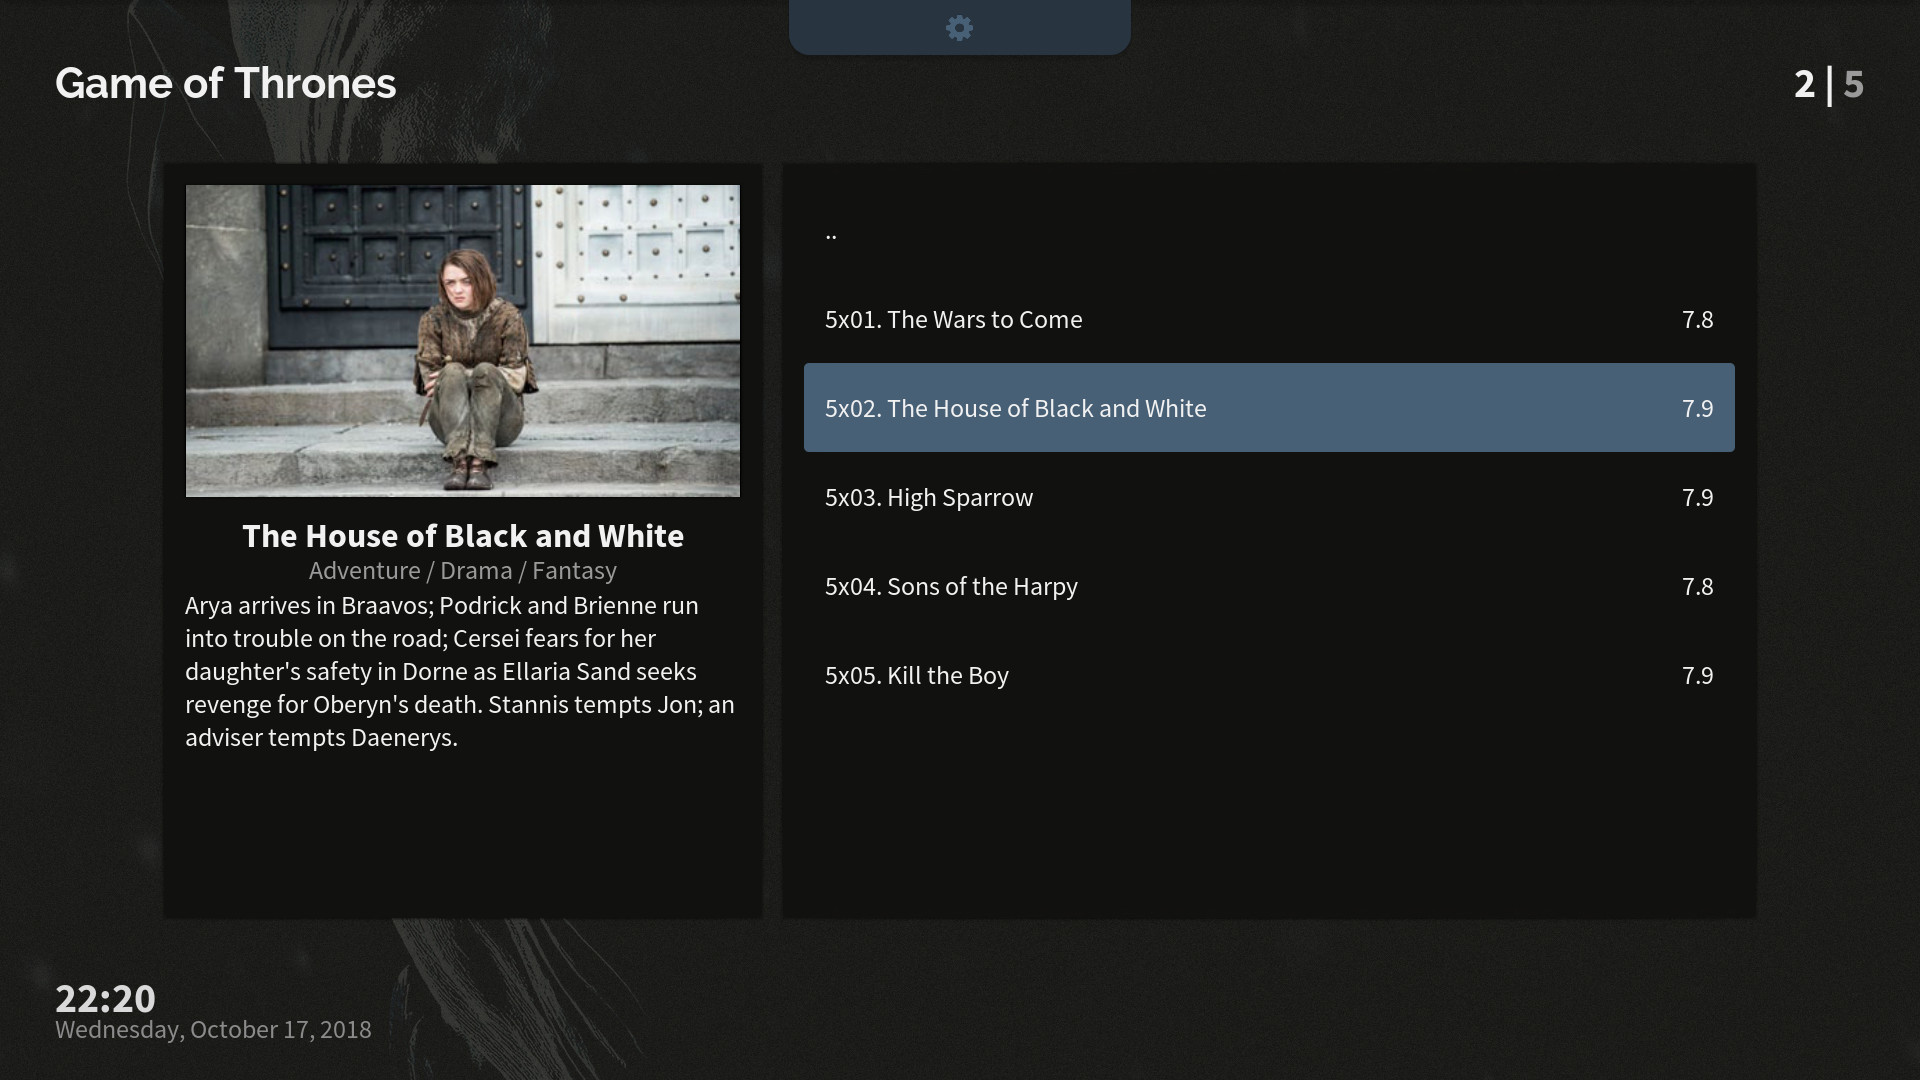 Game of Thrones
2 | 5
The House of Black and White
Adventure / Drama / Fantasy
Arya arrives in Braavos; Podrick and Brienne run
into trouble on the road; Cersei fears for her
daughter's safety in Dorne as Ellaria Sand seeks
revenge for Oberyn's death. Stannis tempts Jon; an
adviser tempts Daenerys.
..
5x01. The Wars to Come 7.8
5x02. The House of Black and White 7.9
5x03. High Sparrow 7.9
5x04. Sons of the Harpy 7.8
5x05. Kill the Boy 7.9
22:20
Wednesday, October 17, 2018